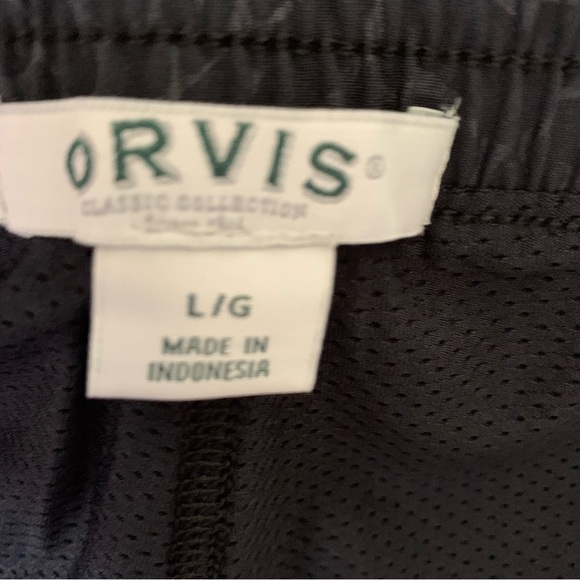 ORVIS®
CLASSIC COLLECTION
L/G
MADE IN
INDONESIA